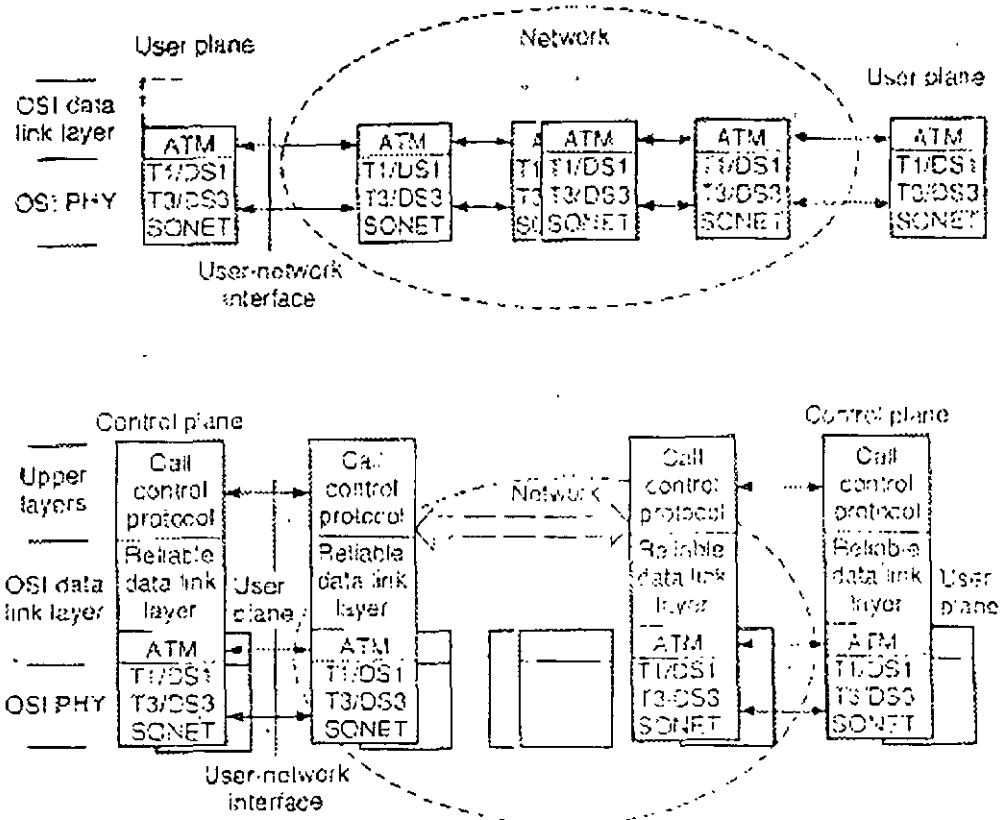 User plane
Network
User plane
OSI data
link layer
OSI PHY
ATM
T1/DS1
T3/DS3
SONET
ATM
T1/DS1
T3/DS3
SONET
A
T1
T3
SO
ATM
T1/DS1
T3/DS3
SONET
ATM
T1/DS1
T3/DS3
SONET
ATM
T1/DS1
T3/DS3
SONET
User-network
interface
Control plane
Control plane
Upper
layers
OSI data
link layer
OSI PHY
Call
control
protocol
Reliable
data link
layer
ATM
T1/DS1
T3/DS3
SONET
User
plane
Call
control
protocol
Reliable
data link
layer
ATM
T1/DS1
T3/DS3
SONET
Network
Call
control
protocol
Reliable
data link
layer
ATM
T1/DS1
T3/DS3
SONET
Call
control
protocol
Reliable
data link
layer
ATM
T1/DS1
T3/DS3
SONET
User
plane
User-network
interface